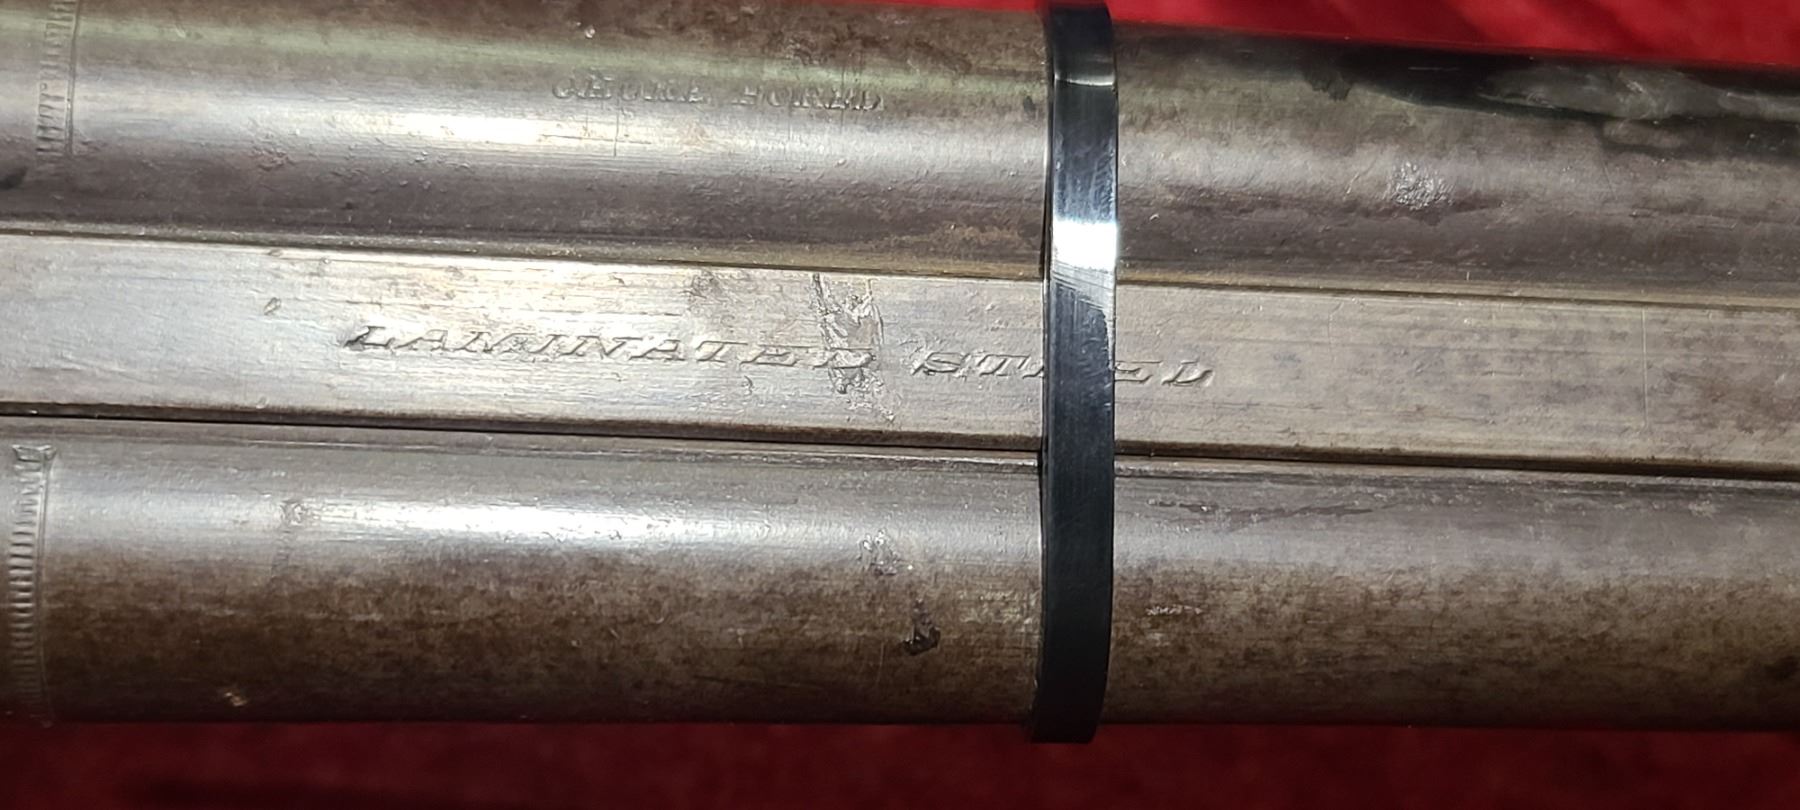 CHOKE BORED
LAMINATED STEEL